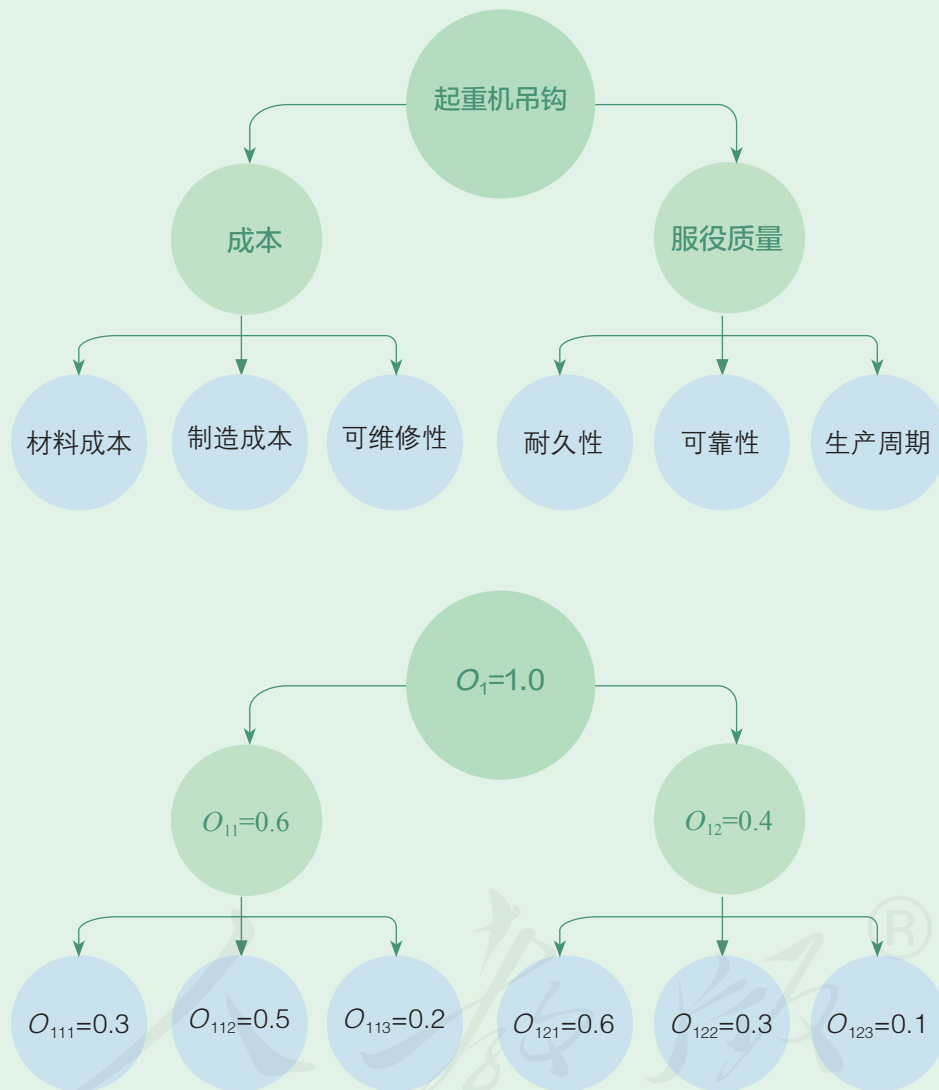 起重机吊钩
成本
服役质量
材料成本
制造成本
可维修性
耐久性
可靠性
生产周期
O₁=1.0
O₁₁=0.6
O₁₂=0.4
O₁₁₁=0.3
O₁₁₂=0.5
O₁₁₃=0.2
O₁₂₁=0.6
O₁₂₂=0.3
O₁₂₃=0.1
人教版®